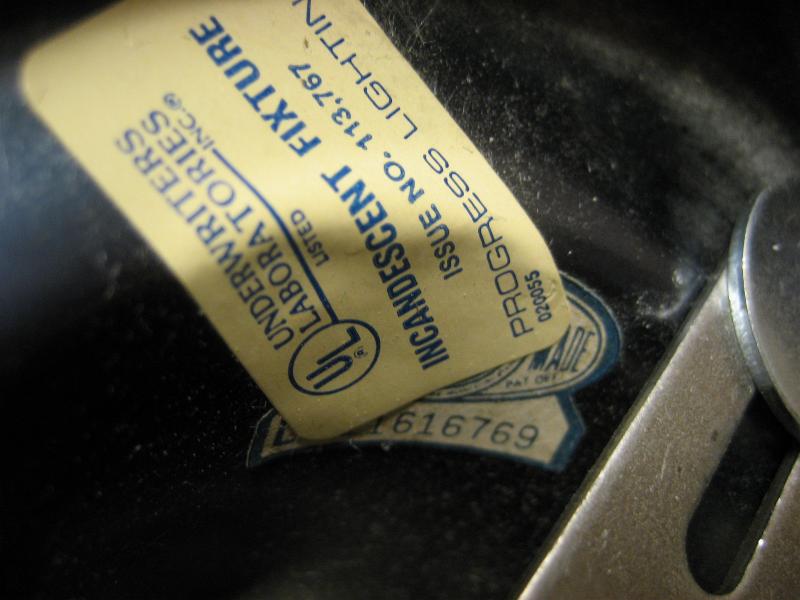 UNDERWRITERS
LABORATORIES
INC.®
LISTED
UL ®
INCANDESCENT FIXTURE
ISSUE NO. 113,767
PROGRESS LIGHTIN
020055
MADE
PAT OFF
1616769